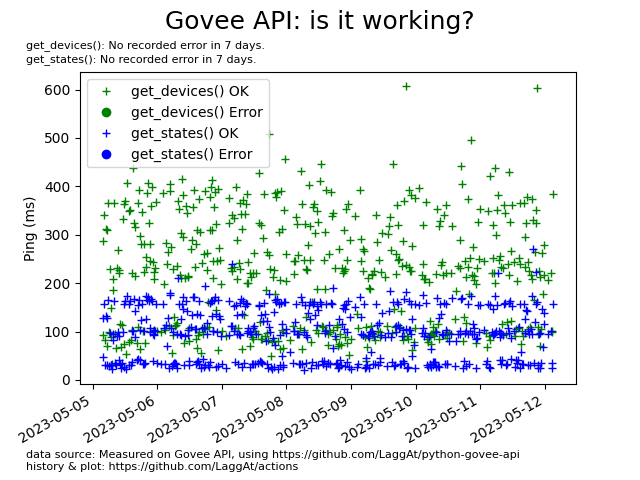 Govee API: is it working?
get_devices(): No recorded error in 7 days.
get_states(): No recorded error in 7 days.
get_devices() OK
get_devices() Error
get_states() OK
get_states() Error
Ping (ms)
600
500
400
300
200
100
0
2023-05-05
2023-05-06
2023-05-07
2023-05-08
2023-05-09
2023-05-10
2023-05-11
2023-05-12
data source: Measured on Govee API, using https://github.com/LaggAt/python-govee-api
history & plot: https://github.com/LaggAt/actions